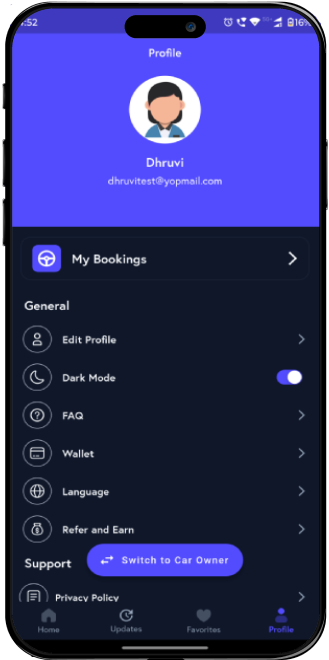 :52
16%
Profile
Dhruvi
dhruvitest@yopmail.com
My Bookings
General
Edit Profile
Dark Mode
FAQ
Wallet
Language
Refer and Earn
Support
Switch to Car Owner
Privacy Policy
Home
Updates
Favorites
Profile